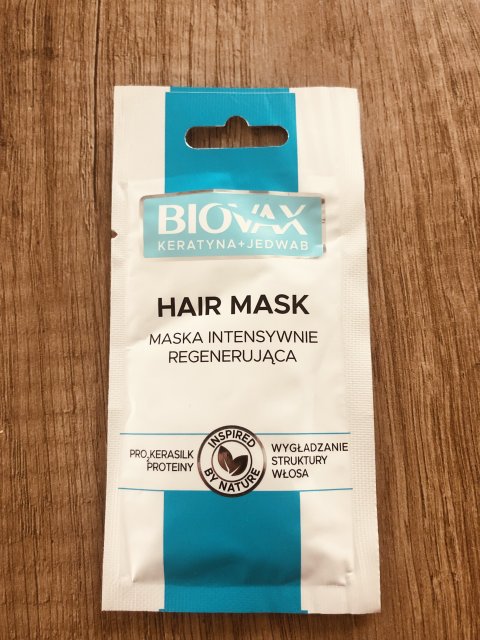 BIOVAX
KERATYNA+JEDWAB
HAIR MASK
MASKA INTENSYWNIE
REGENERUJĄCA
PRO.KERASILK
PROTEINY
INSPIRED
BY NATURE
WYGŁADZANIE
STRUKTURY
WŁOSA